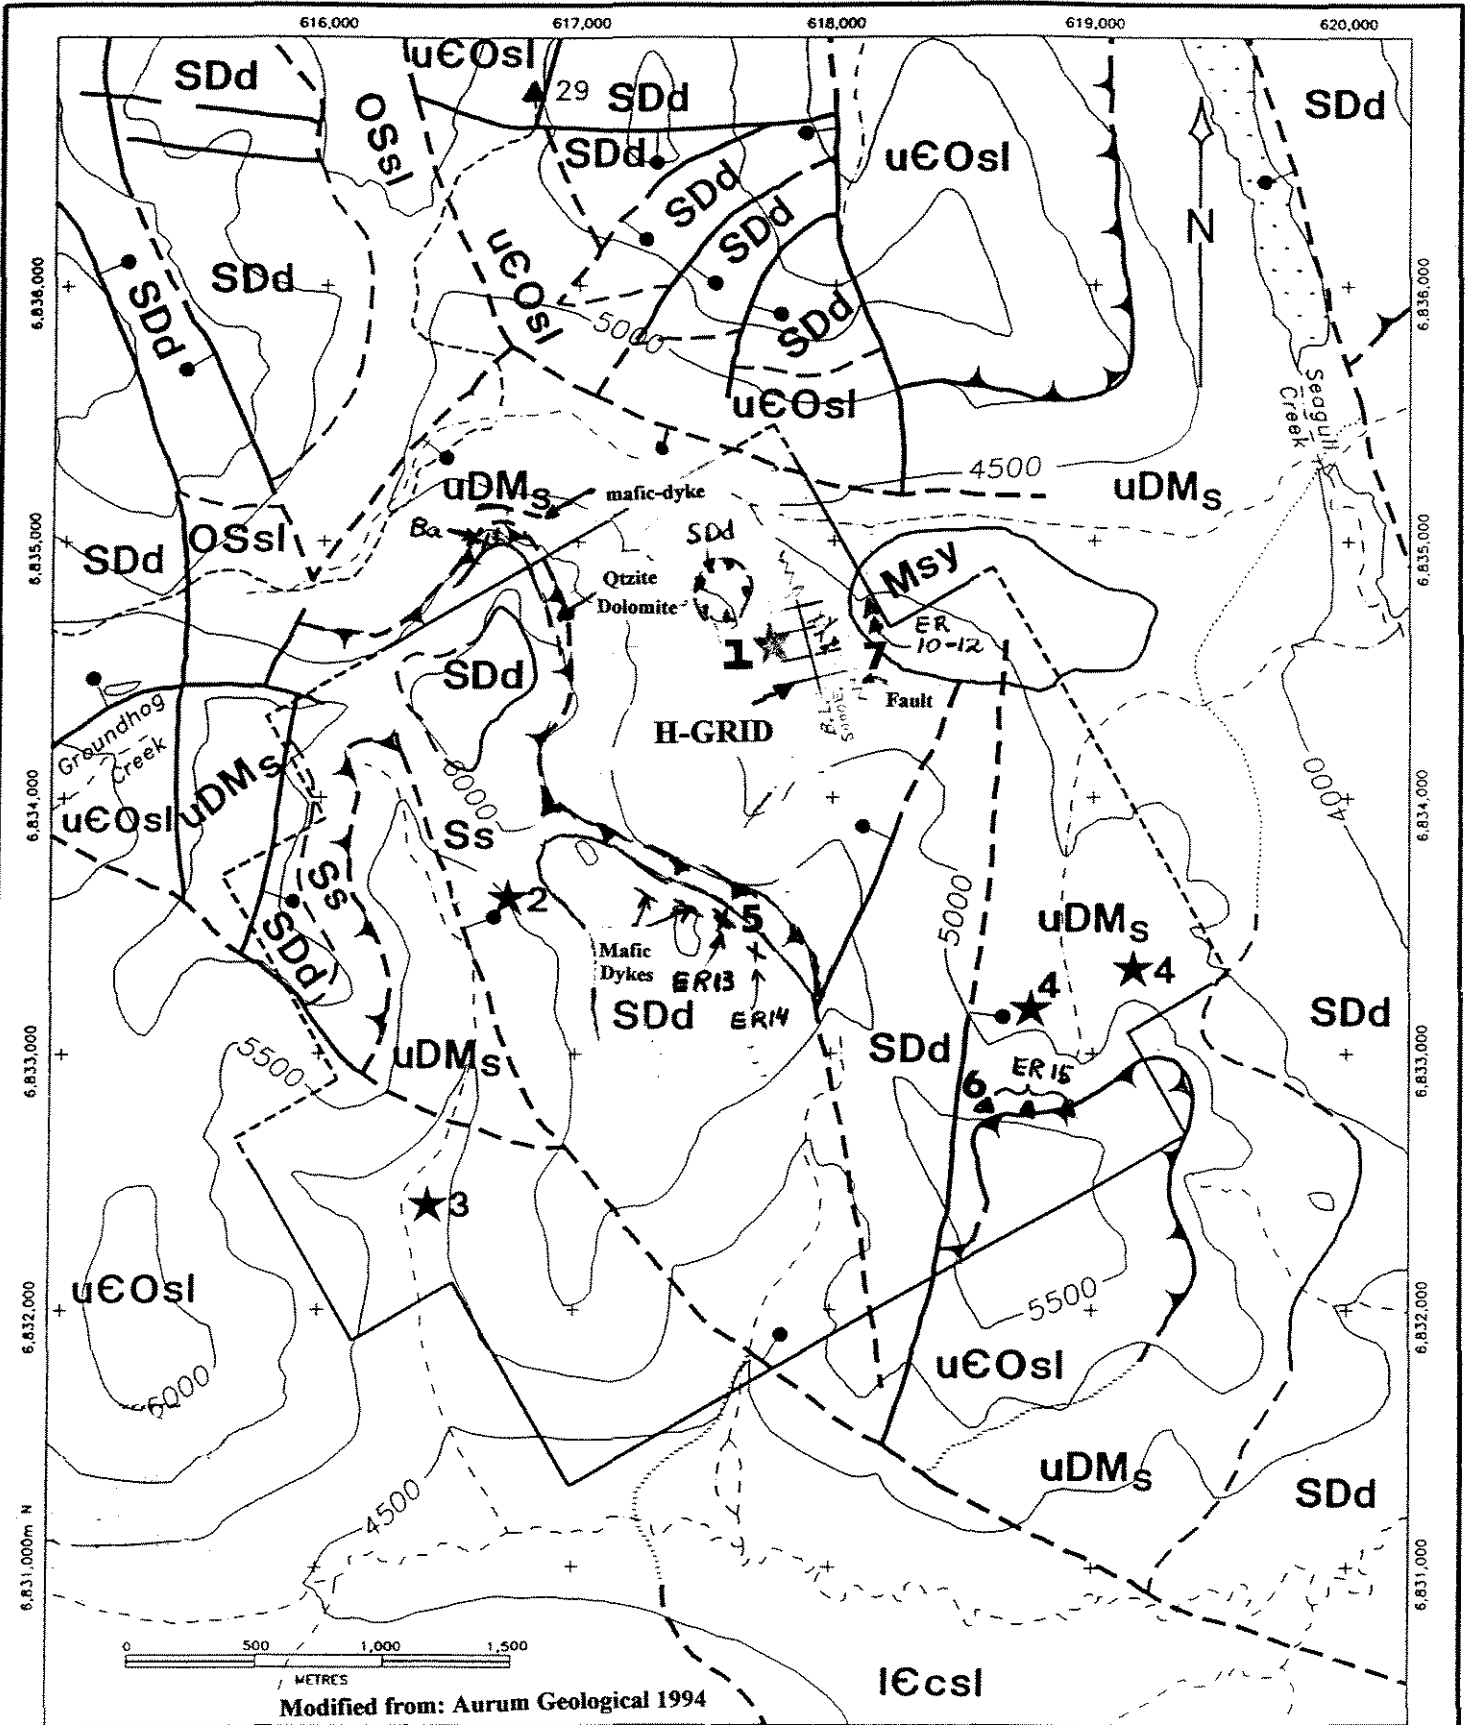 616,000 617,000 618,000 619,000 620,000
uЄOsl
SDd
29
SDd
SDd
OSsl
SDd
uЄOsl
SDd
SDd
N
uЄOsl
SDd
SDd
6,836,000
6,836,000
SDd
5000
SDd
Seagull
Creek
uЄOsl
4500
uDMs
uDMs
mafic-dyke
Ba
6,835,000
SDd
OSsl
SDd
Msy
6,835,000
Qtzite
Dolomite
1
7
ER
10-12
SDd
Fault
H-GRID
B.L.
Groundhog
Creek
6000
4000
uDMs
6,834,000
uЄOsl
Ss
6,834,000
Ss
2
5
5000
uDMs
SDd
Mafic
Dykes
ER13
ER14
4
4
SDd
SDd
SDd
6,833,000
5500
uDMs
6
ER15
6,833,000
3
uЄOsl
5500
6,832,000
6,832,000
uЄOsl
5000
uDMs
SDd
4500
6,831,000m N
6,831,000
0 500 1,000 1,500
METRES
lЄcsl
Modified from: Aurum Geological 1994